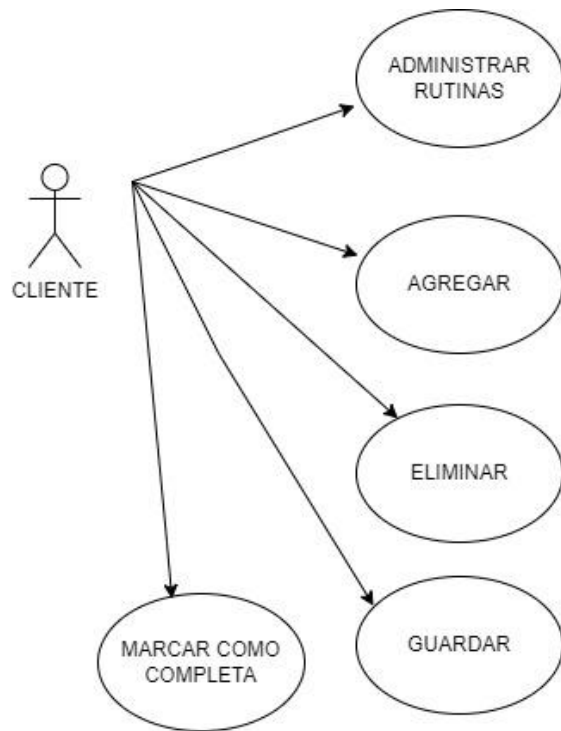 ADMINISTRAR
RUTINAS
CLIENTE
AGREGAR
ELIMINAR
GUARDAR
MARCAR COMO
COMPLETA